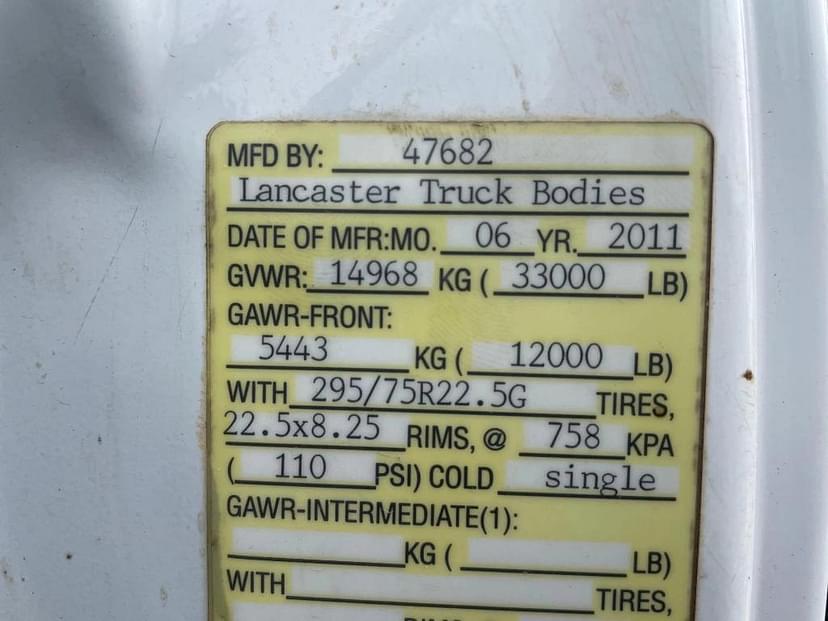 MFD BY: 47682
Lancaster Truck Bodies
DATE OF MFR:MO. 06 YR. 2011
GVWR: 14968 KG ( 33000 LB)
GAWR-FRONT:
5443 KG ( 12000 LB)
WITH 295/75R22.5G TIRES,
22.5x8.25 RIMS, @ 758 KPA
( 110 PSI) COLD single
GAWR-INTERMEDIATE(1):
KG ( LB)
WITH TIRES,